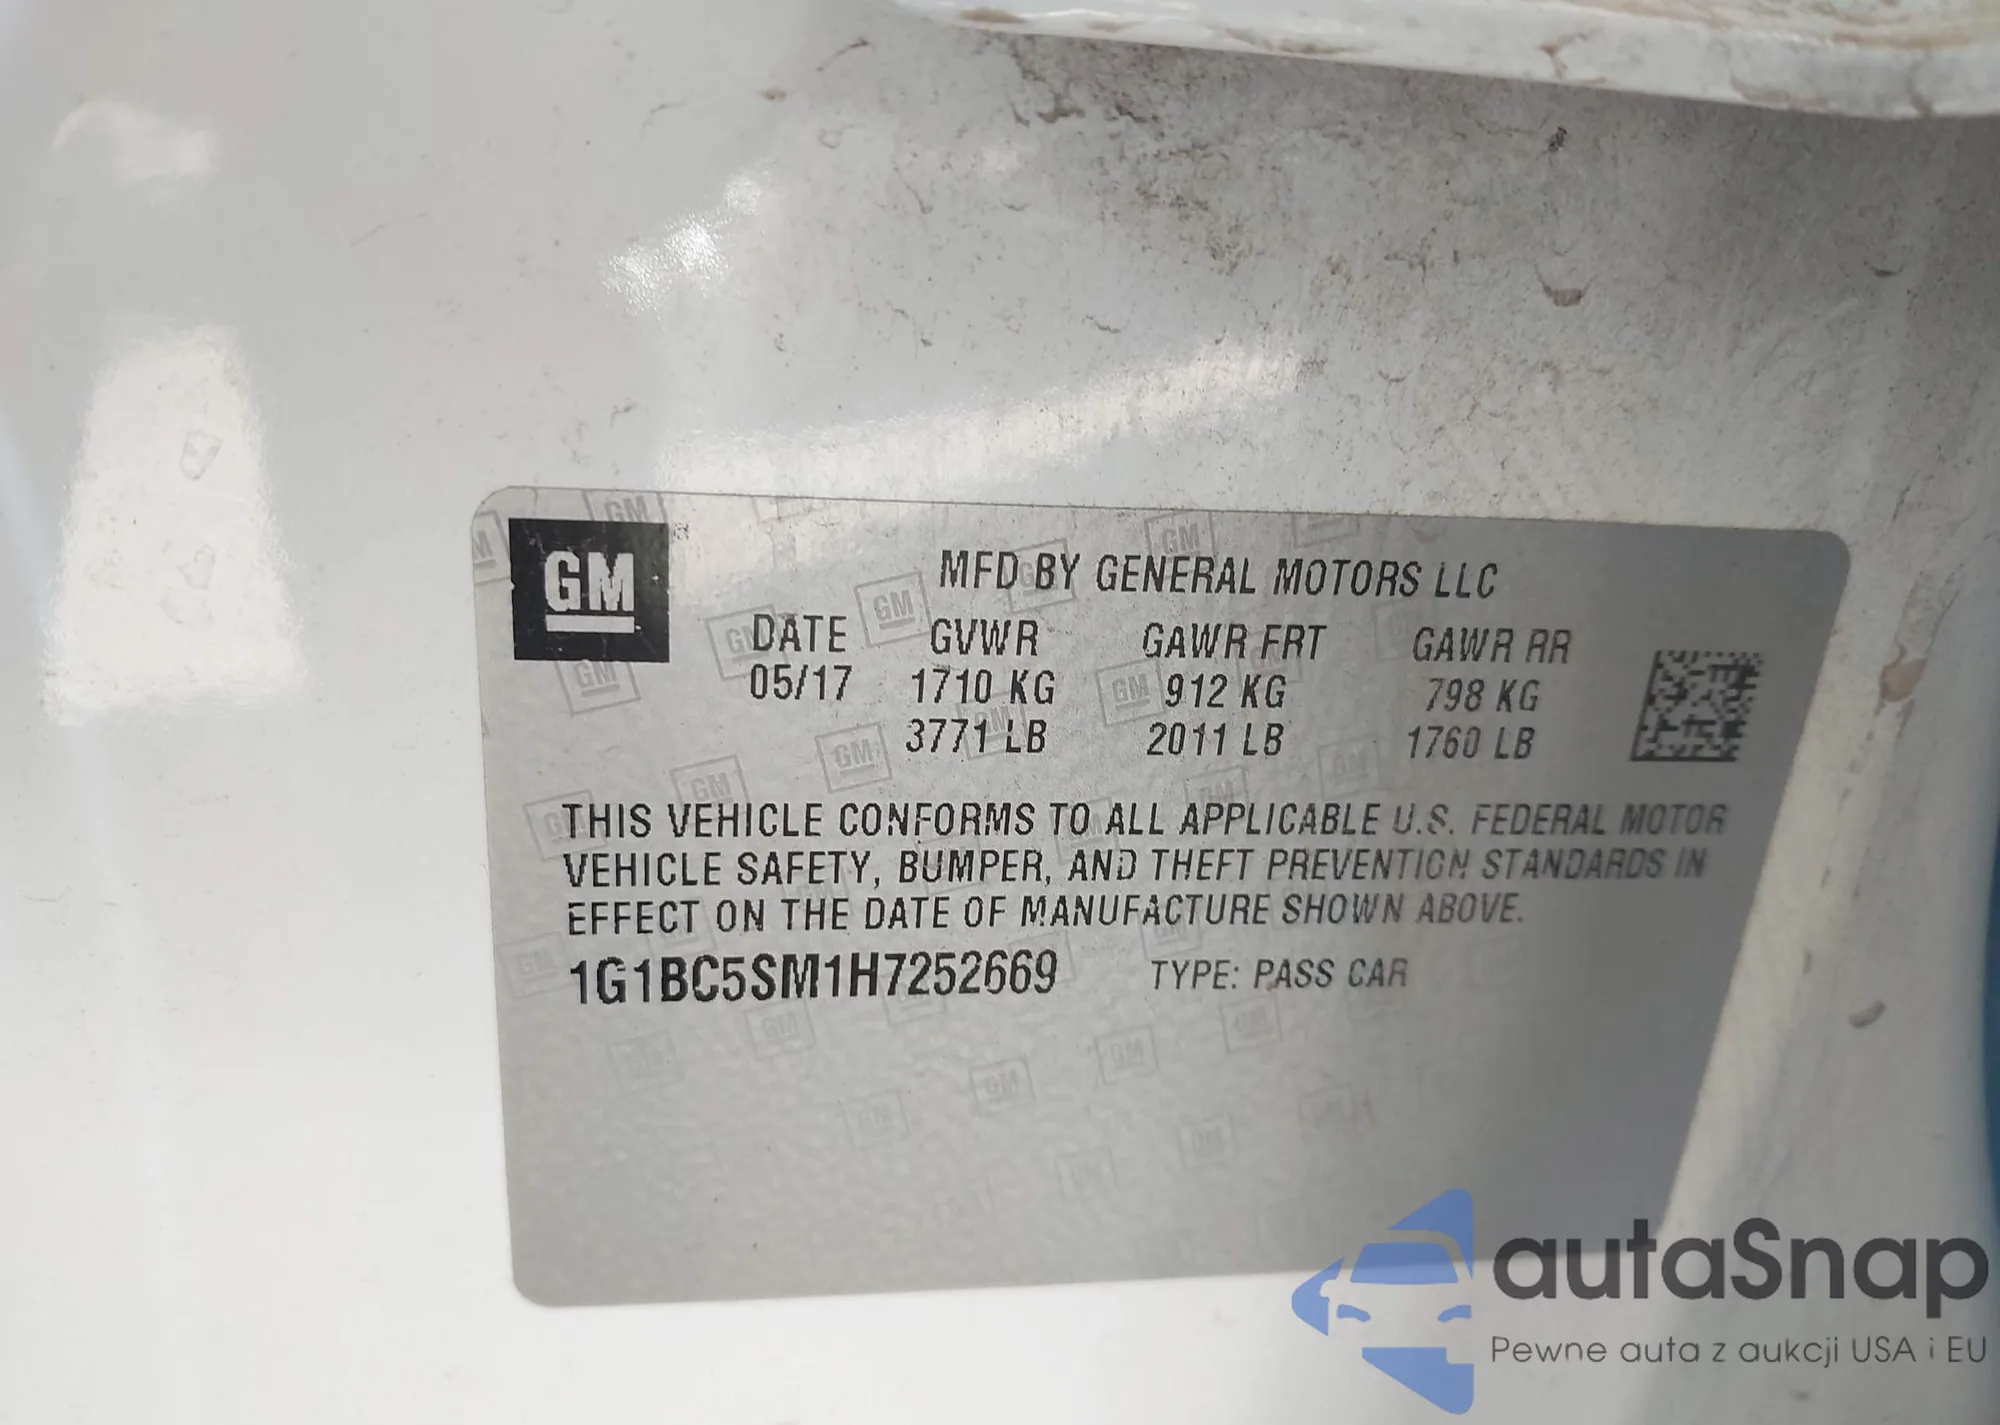 GM
MFD BY GENERAL MOTORS LLC
DATE GVWR GAWR FRT GAWR RR
05/17 1710 KG 912 KG 798 KG
3771 LB 2011 LB 1760 LB
THIS VEHICLE CONFORMS TO ALL APPLICABLE U.S. FEDERAL MOTOR
VEHICLE SAFETY, BUMPER, AND THEFT PREVENTION STANDARDS IN
EFFECT ON THE DATE OF MANUFACTURE SHOWN ABOVE.
1G1BC5SM1H7252669 TYPE: PASS CAR
autaSnap
Pewne auta z aukcji USA i EU